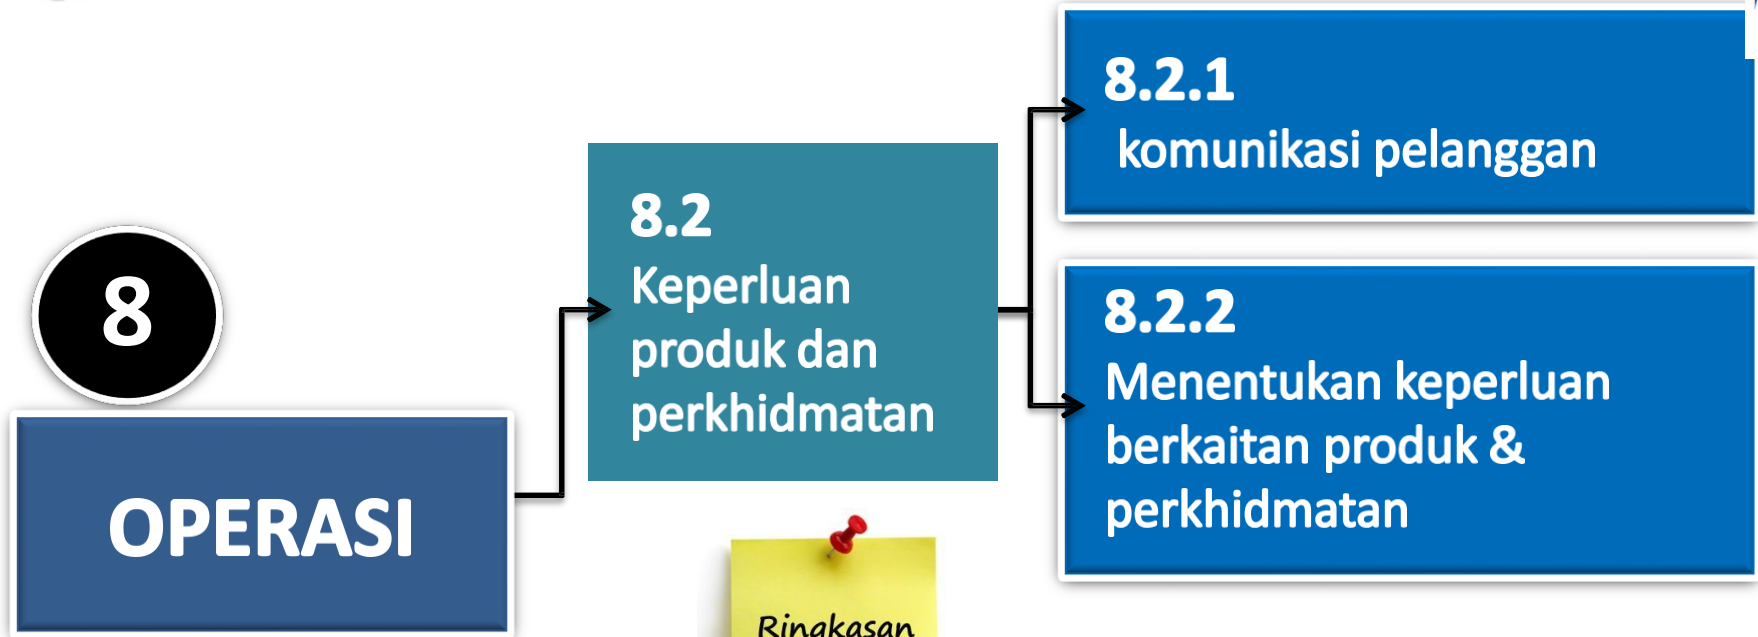 8
OPERASI
8.2
Keperluan
produk dan
perkhidmatan
8.2.1
komunikasi pelanggan
8.2.2
Menentukan keperluan
berkaitan produk &
perkhidmatan
Ringkasan